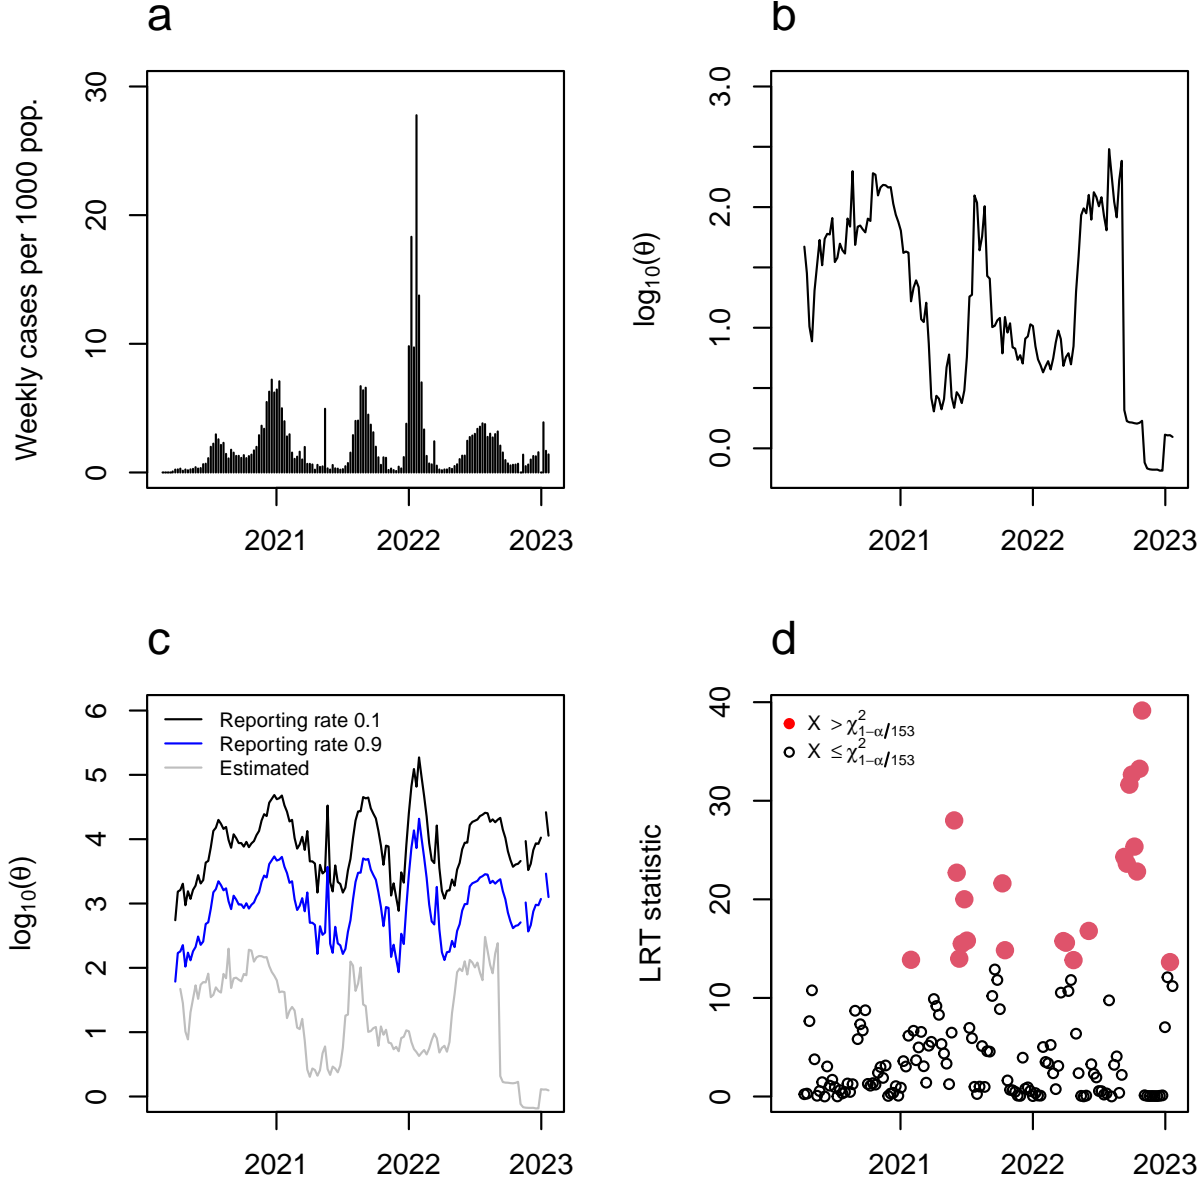 a
Weekly cases per 1000 pop.
30
20
10
0
2021 2022 2023
b
log₁₀(θ)
3.0
2.0
1.0
0.0
2021 2022 2023
c
log₁₀(θ)
6
5
4
3
2
1
0
Reporting rate 0.1
Reporting rate 0.9
Estimated
2021 2022 2023
d
LRT statistic
40
30
20
10
0
X > χ²₁₋α/₁₅₃
X ≤ χ²₁₋α/₁₅₃
2021 2022 2023